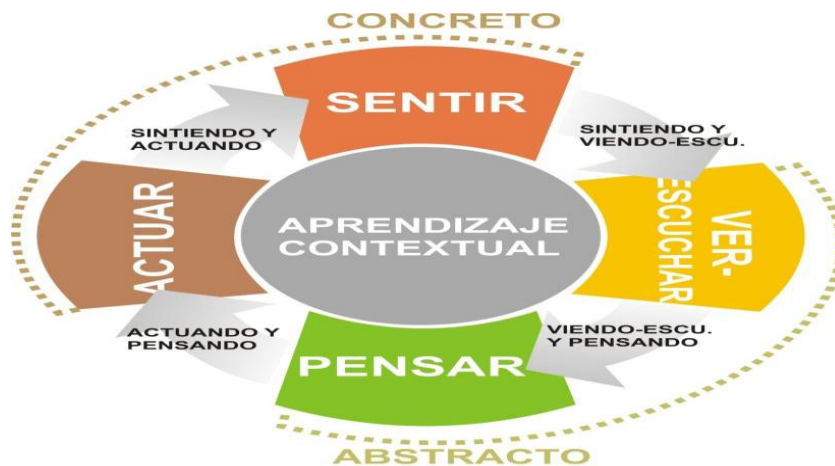 CONCRETO
SENTIR
SINTIENDO Y
ACTUANDO
SINTIENDO Y
VIENDO-ESCU.
ACTUAR
APRENDIZAJE
CONTEXTUAL
VER-
ESCUCHAR
ACTUANDO Y
PENSANDO
VIENDO-ESCU.
Y PENSANDO
PENSAR
ABSTRACTO